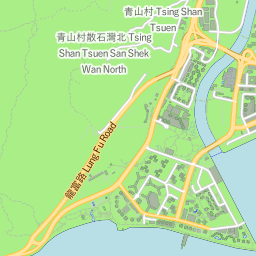 青山村 Tsing Shan
Tsuen
青山村散石灣北 Tsing
Shan Tsuen San Shek
Wan North
龍富路 Lung Fu Road